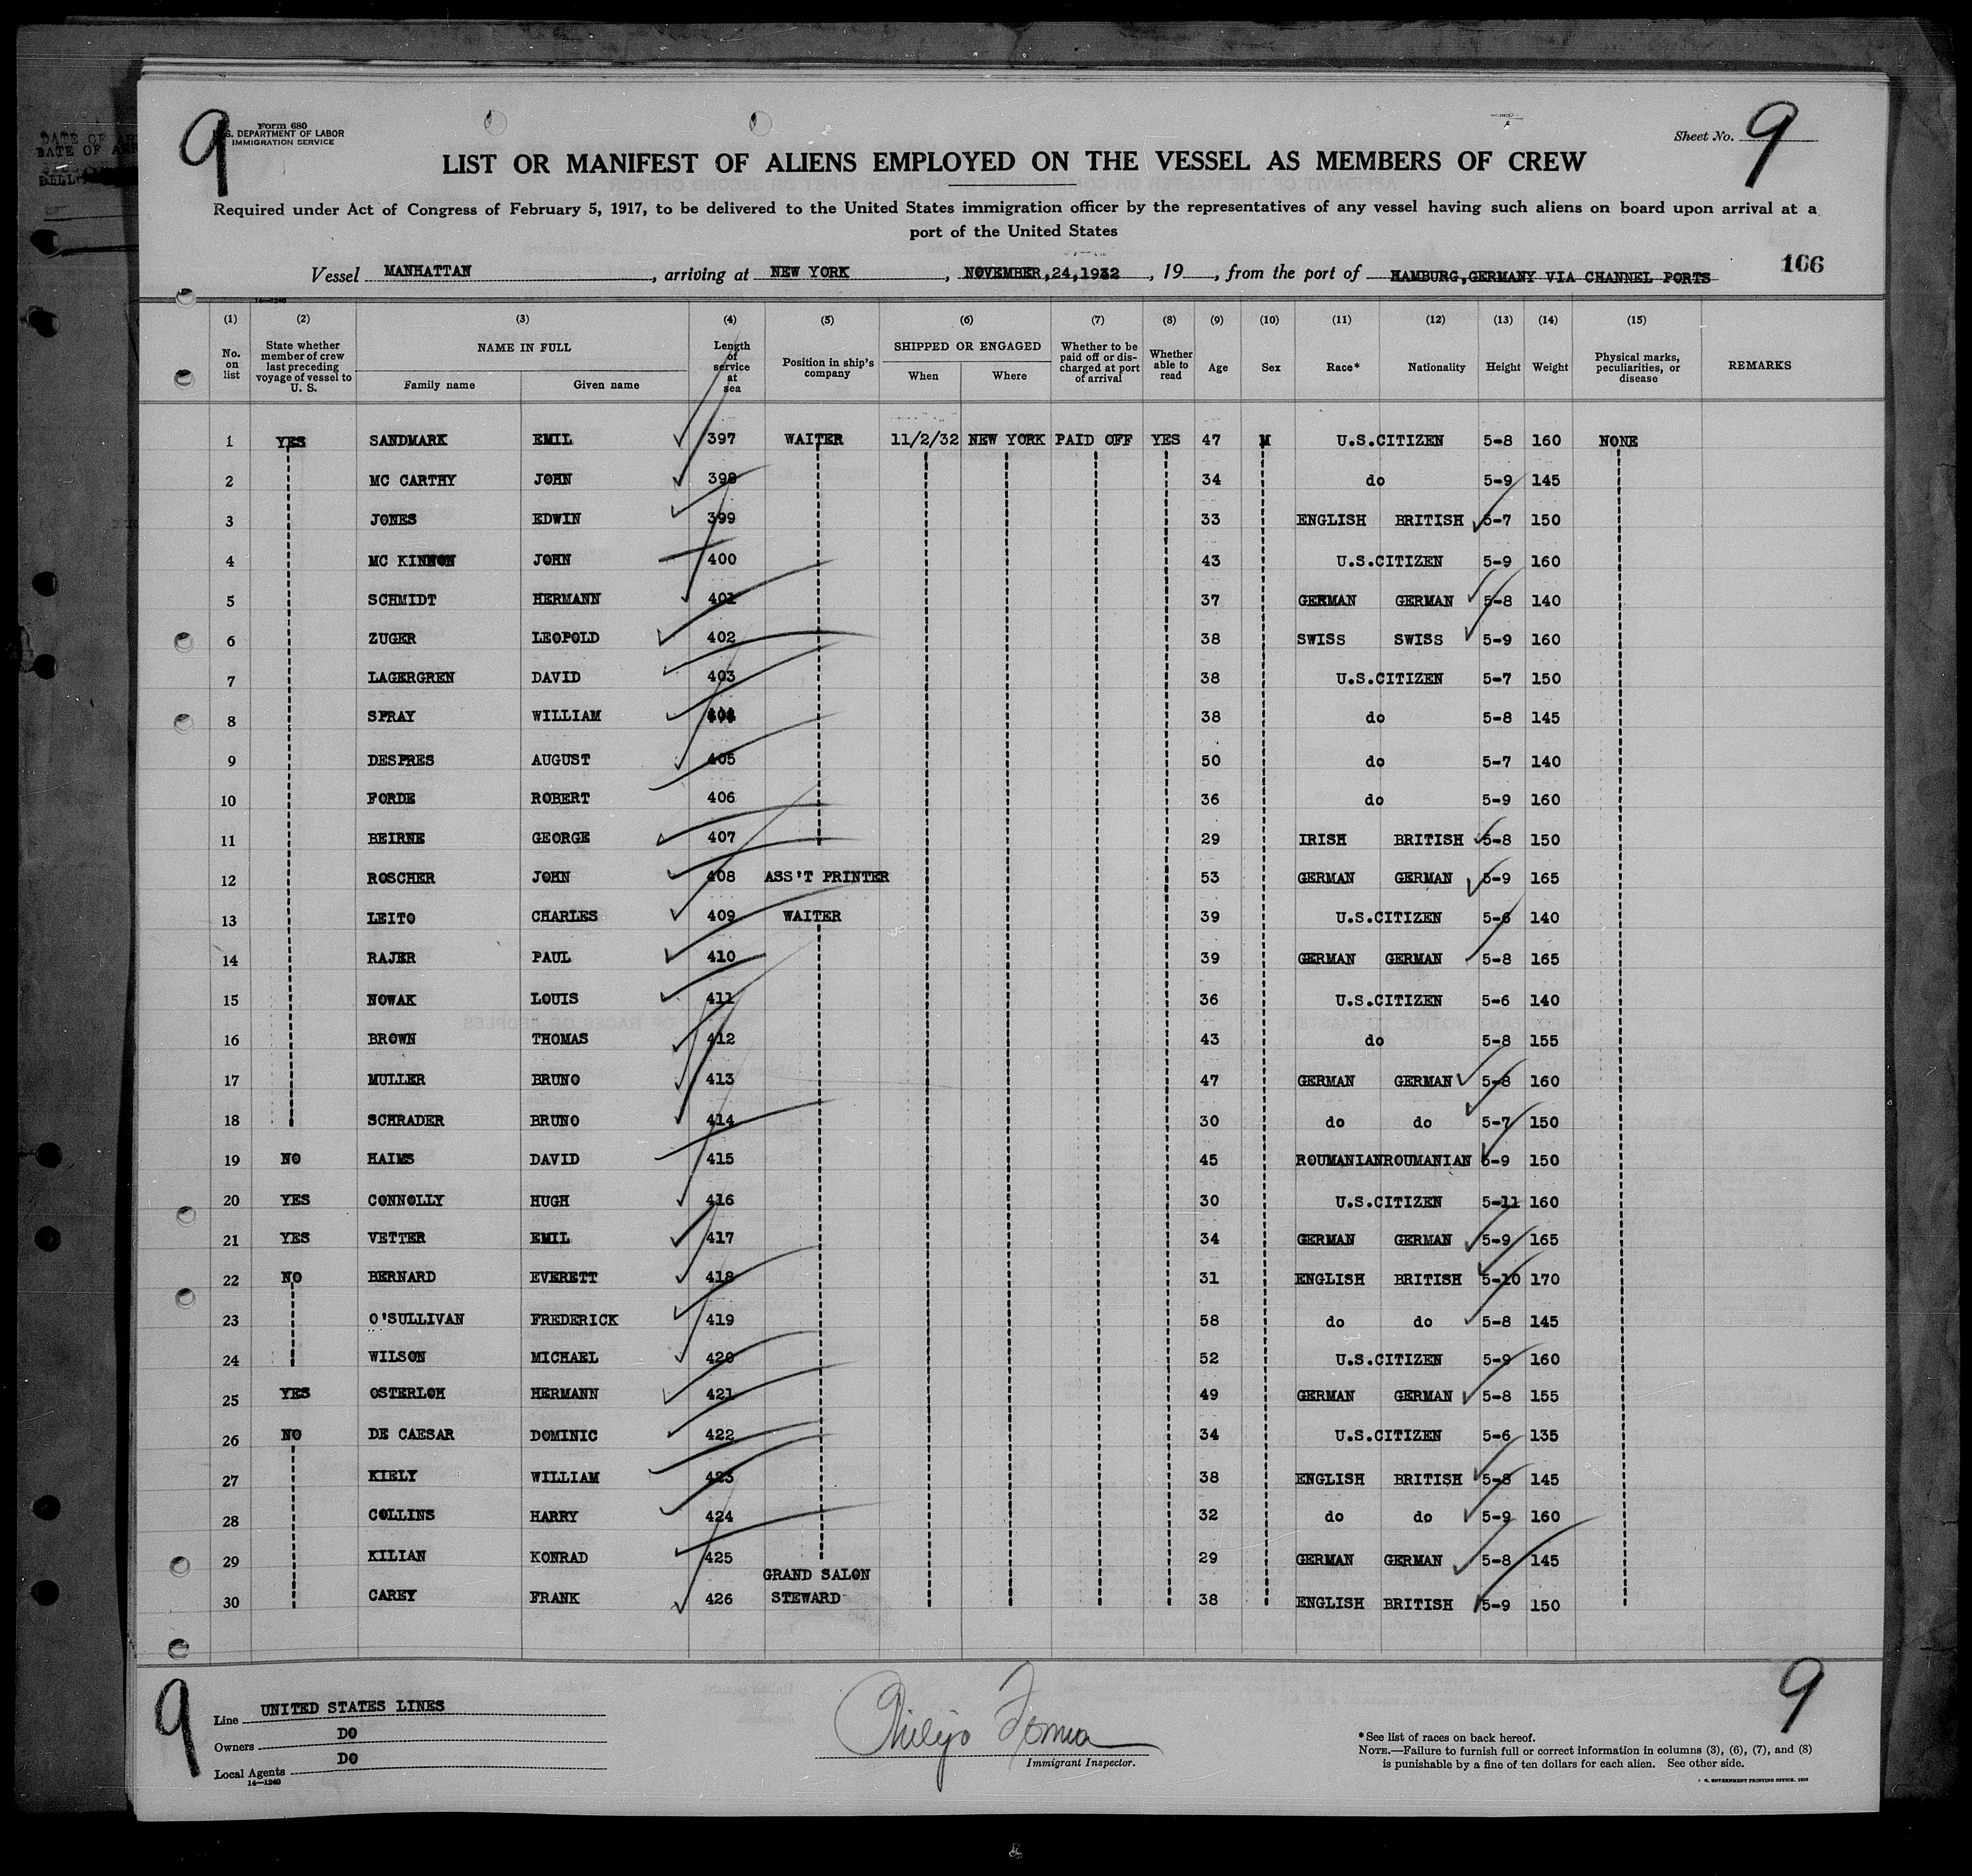 9
Form 680
U.S. DEPARTMENT OF LABOR
IMMIGRATION SERVICE
Sheet No. 9
LIST OR MANIFEST OF ALIENS EMPLOYED ON THE VESSEL AS MEMBERS OF CREW
Required under Act of Congress of February 5, 1917, to be delivered to the United States immigration officer by the representatives of any vessel having such aliens on board upon arrival at a
port of the United States
Vessel MANHATTAN, arriving at NEW YORK, NOVEMBER,24,1932, 19, from the port of HAMBURG,GERMANY VIA CHANNEL PORTS
166
14—1240
(1) (2) (3) (4) (5) (6) (7) (8) (9) (10) (11) (12) (13) (14) (15)
No. on list State whether member of crew last preceding voyage of vessel to U. S. NAME IN FULL Family name Given name Length of service at sea Position in ship's company SHIPPED OR ENGAGED When Where Whether to be paid off or discharged at port of arrival Whether able to read Age Sex Race* Nationality Height Weight Physical marks, peculiarities, or disease REMARKS
1 YES SANDMARK EMIL 397 WAITER 11/2/32 NEW YORK PAID OFF YES 47 M U.S.CITIZEN 5-8 160 NONE
2 MC CARTHY JOHN 398 34 do 5-9 145
3 JONES EDWIN 399 33 ENGLISH BRITISH 5-7 150
4 MC KINNON JOHN 400 43 U.S.CITIZEN 5-9 160
5 SCHMIDT HERMANN 401 37 GERMAN GERMAN 5-8 140
6 ZUGER LEOPOLD 402 38 SWISS SWISS 5-9 160
7 LAGERGREN DAVID 403 38 U.S.CITIZEN 5-7 150
8 SPRAY WILLIAM 404 38 do 5-8 145
9 DESPRES AUGUST 405 50 do 5-7 140
10 FORDE ROBERT 406 36 do 5-9 160
11 BEIRNE GEORGE 407 29 IRISH BRITISH 5-8 150
12 ROSCHER JOHN 408 ASS'T PRINTER 53 GERMAN GERMAN 5-9 165
13 LEITO CHARLES 409 WAITER 39 U.S.CITIZEN 5-6 140
14 RAJER PAUL 410 39 GERMAN GERMAN 5-8 165
15 NOWAK LOUIS 411 36 U.S.CITIZEN 5-6 140
16 BROWN THOMAS 412 43 do 5-8 155
17 MULLER BRUNO 413 47 GERMAN GERMAN 5-8 160
18 SCHRADER BRUNO 414 30 do do 5-7 150
19 NO HAIMS DAVID 415 45 ROUMANIAN ROUMANIAN 5-9 150
20 YES CONNOLLY HUGH 416 30 U.S.CITIZEN 5-11 160
21 YES VETTER EMIL 417 34 GERMAN GERMAN 5-9 165
22 NO BERNARD EVERETT 418 31 ENGLISH BRITISH 5-10 170
23 O'SULLIVAN FREDERICK 419 58 do do 5-8 145
24 WILSON MICHAEL 420 52 U.S.CITIZEN 5-9 160
25 YES OSTERLOH HERMANN 421 49 GERMAN GERMAN 5-8 155
26 NO DE CAESAR DOMINIC 422 34 U.S.CITIZEN 5-6 135
27 KIELY WILLIAM 423 38 ENGLISH BRITISH 5-8 145
28 COLLINS HARRY 424 32 do do 5-9 160
29 KILIAN KONRAD 425 29 GERMAN GERMAN 5-8 145
30 CAREY FRANK 426 GRAND SALON STEWARD 38 ENGLISH BRITISH 5-9 150
9
9
Line UNITED STATES LINES
Owners DO
Local Agents DO
14—1240
Immigrant Inspector.
*See list of races on back hereof.
NOTE.—Failure to furnish full or correct information in columns (3), (6), (7), and (8)
is punishable by a fine of ten dollars for each alien. See other side.